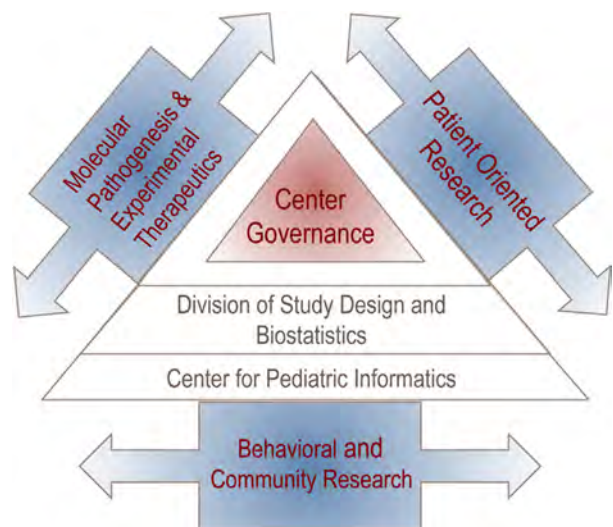 Molecular
Pathogenesis &
Experimental
Therapeutics
Patient Oriented
Research
Center
Governance
Division of Study Design and
Biostatistics
Center for Pediatric Informatics
Behavioral and
Community Research